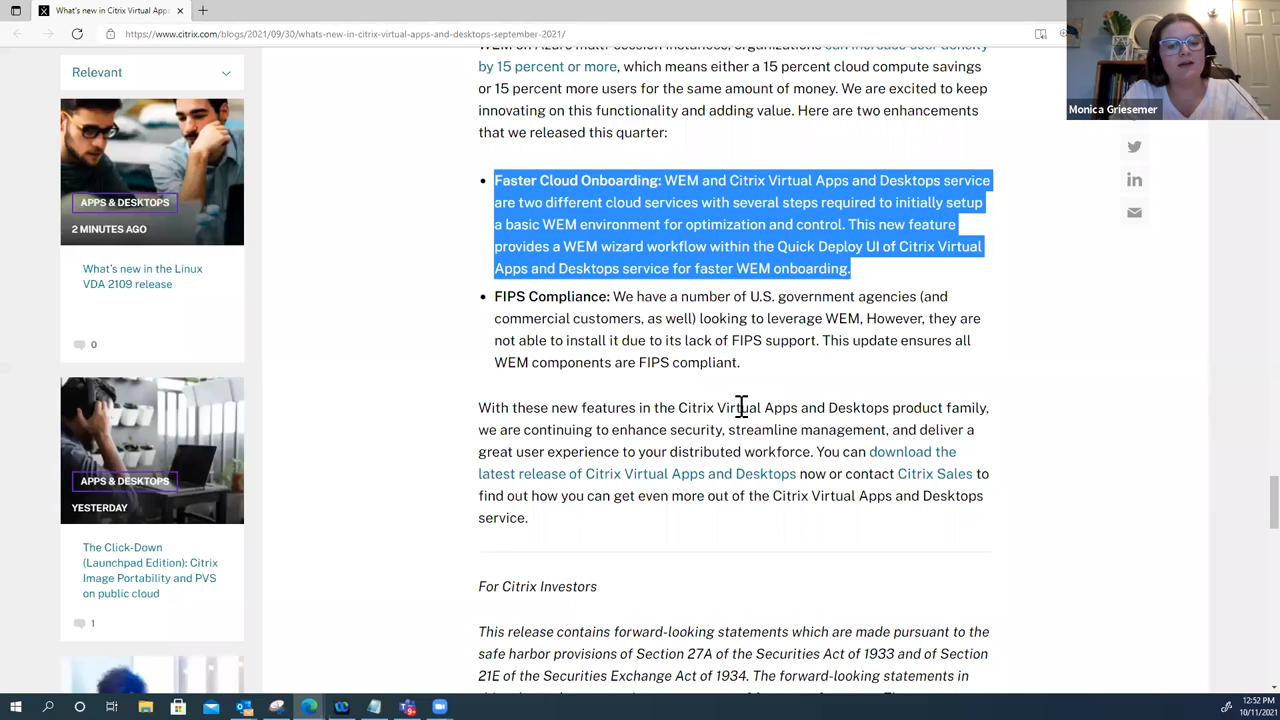 What's new in Citrix Virtual Apps
https://www.citrix.com/blogs/2021/09/30/whats-new-in-citrix-virtual-apps-and-desktops-september-2021/
Monica Griesemer
Relevant
APPS & DESKTOPS
2 MINUTES AGO
What's new in the Linux
VDA 2109 release
0
APPS & DESKTOPS
YESTERDAY
The Click-Down
(Launchpad Edition): Citrix
Image Portability and PVS
on public cloud
1
WEM on Azure multi-session instances, organizations can increase user density
by 15 percent or more, which means either a 15 percent cloud compute savings
or 15 percent more users for the same amount of money. We are excited to keep
innovating on this functionality and adding value. Here are two enhancements
that we released this quarter:
• Faster Cloud Onboarding: WEM and Citrix Virtual Apps and Desktops service
are two different cloud services with several steps required to initially setup
a basic WEM environment for optimization and control. This new feature
provides a WEM wizard workflow within the Quick Deploy UI of Citrix Virtual
Apps and Desktops service for faster WEM onboarding.
• FIPS Compliance: We have a number of U.S. government agencies (and
commercial customers, as well) looking to leverage WEM, However, they are
not able to install it due to its lack of FIPS support. This update ensures all
WEM components are FIPS compliant.
With these new features in the Citrix Virtual Apps and Desktops product family,
we are continuing to enhance security, streamline management, and deliver a
great user experience to your distributed workforce. You can download the
latest release of Citrix Virtual Apps and Desktops now or contact Citrix Sales to
find out how you can get even more out of the Citrix Virtual Apps and Desktops
service.
For Citrix Investors
This release contains forward-looking statements which are made pursuant to the
safe harbor provisions of Section 27A of the Securities Act of 1933 and of Section
21E of the Securities Exchange Act of 1934. The forward-looking statements in
12:52 PM
10/11/2021